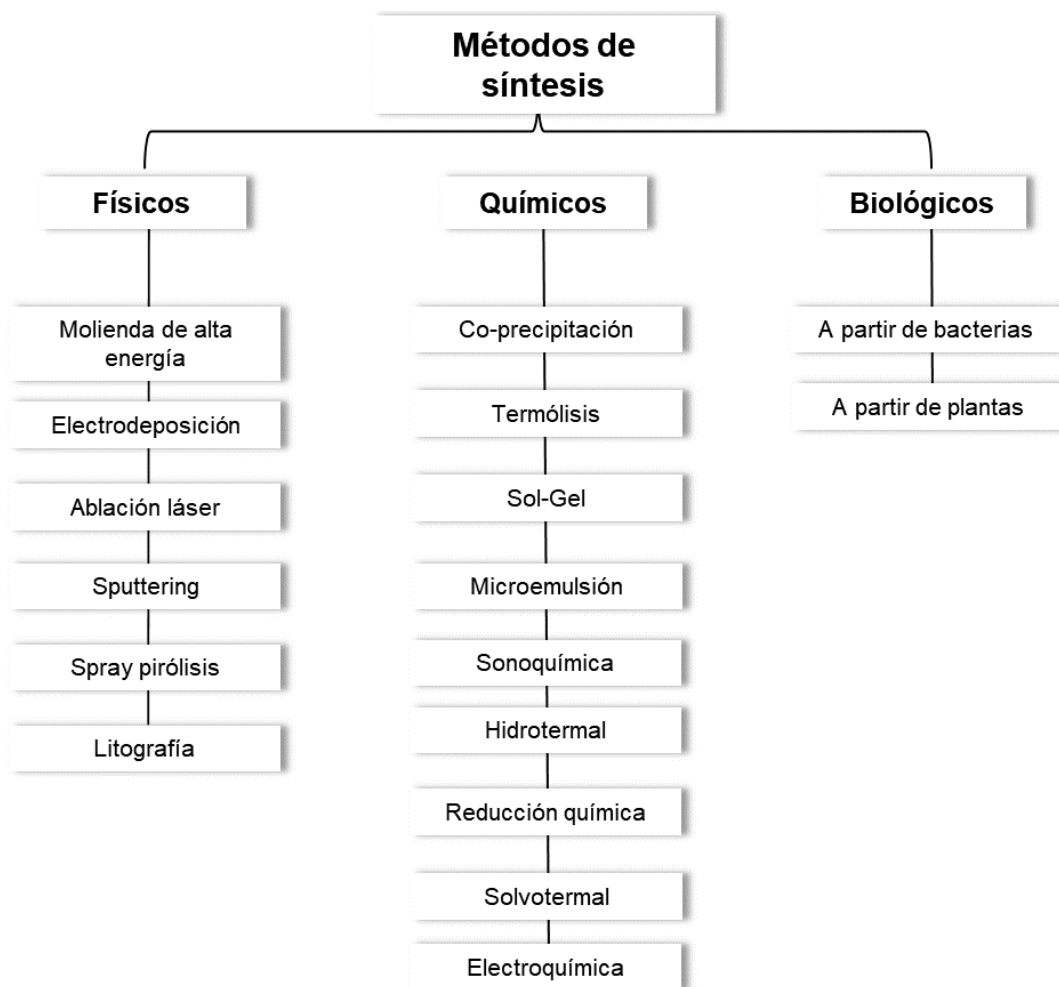 Métodos de
síntesis
Físicos
Químicos
Biológicos
Molienda de alta
energía
Electrodeposición
Ablación láser
Sputtering
Spray pirólisis
Litografía
Co-precipitación
Termólisis
Sol-Gel
Microemulsión
Sonoquímica
Hidrotermal
Reducción química
Solvotermal
Electroquímica
A partir de bacterias
A partir de plantas